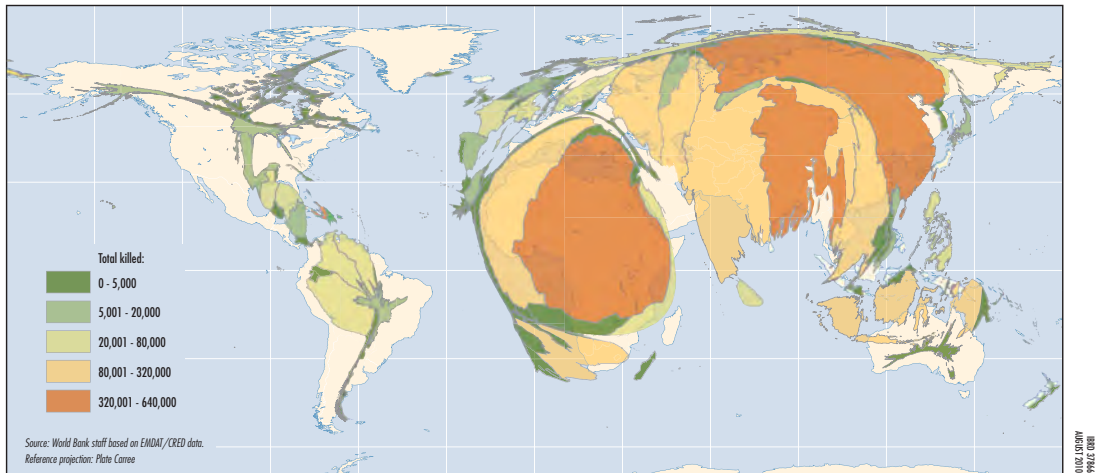 Total killed:
0 - 5,000
5,001 - 20,000
20,001 - 80,000
80,001 - 320,000
320,001 - 640,000
Source: World Bank staff based on EMDAT/CRED data.
Reference projection: Plate Carree
IBRD 37866
AUGUST 2010